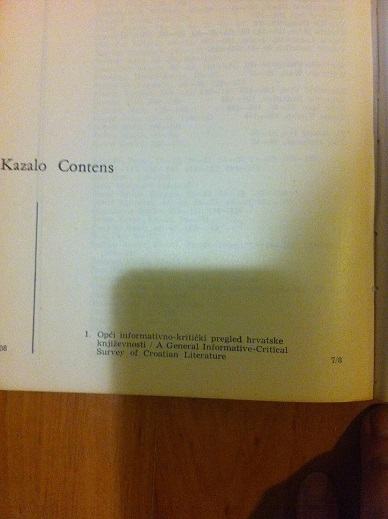 Kazalo Contens
1. Opći informativno-kritički pregled hrvatske
književnosti / A General Informative-Critical
Survey of Croatian Literature
7/8